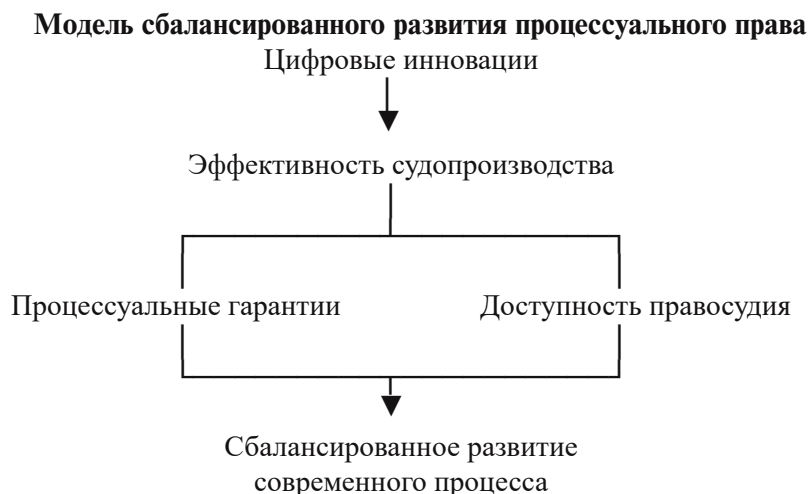 Модель сбалансированного развития процессуального права
Цифровые инновации
Эффективность судопроизводства
Процессуальные гарантии
Доступность правосудия
Сбалансированное развитие
современного процесса